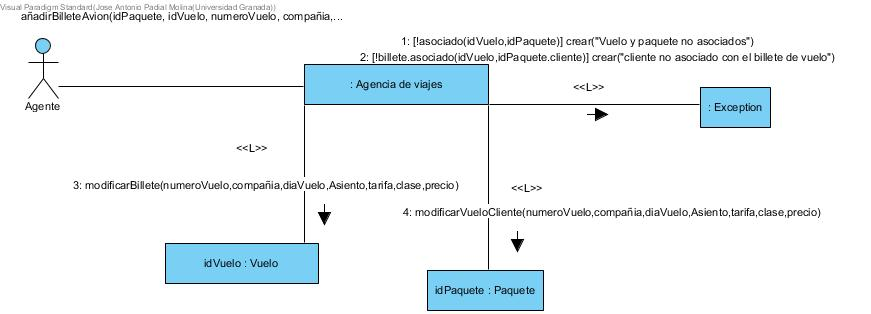 Visual Paradigm Standard(Jose Antonio Padial Molina(Universidad Granada))
añadirBilleteAvion(idPaquete, idVuelo, numeroVuelo, compañia,...
1: [!asociado(idVuelo,idPaquete)] crear("Vuelo y paquete no asociados")
2: [!billete.asociado(idVuelo,idPaquete.cliente)] crear("cliente no asociado con el billete de vuelo")
: Agencia de viajes
<<L>>
Agente
: Exception
<<L>>
3: modificarBillete(numeroVuelo,compañia,diaVuelo,Asiento,tarifa,clase,precio)
<<L>>
4: modificarVueloCliente(numeroVuelo,compañia,diaVuelo,Asiento,tarifa,clase,precio)
idVuelo : Vuelo
idPaquete : Paquete